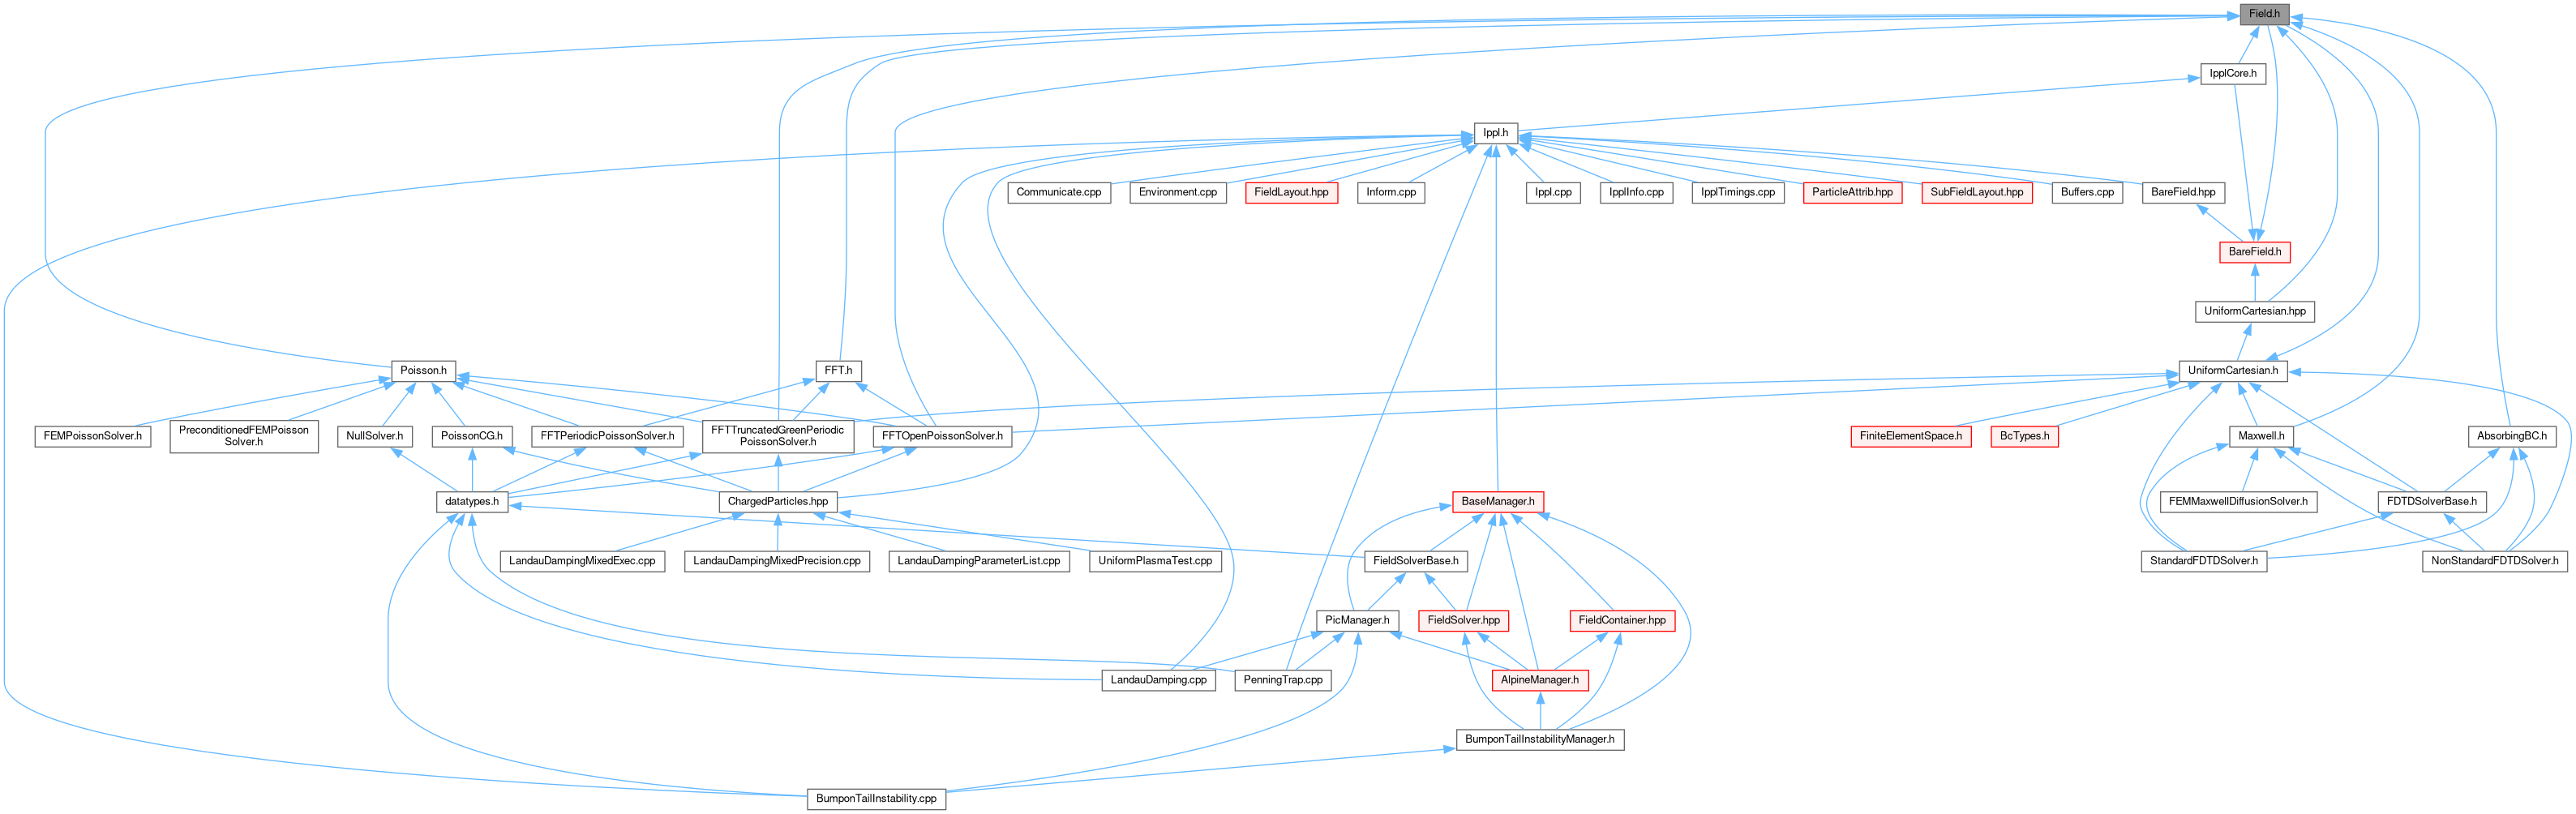 Field.h
IpplCore.h
Ippl.h
Communicate.cpp
Environment.cpp
FieldLayout.hpp
Inform.cpp
Ippl.cpp
IpplInfo.cpp
IpplTimings.cpp
ParticleAttrib.hpp
SubFieldLayout.hpp
Buffers.cpp
BareField.hpp
BareField.h
UniformCartesian.hpp
Poisson.h
FFT.h
UniformCartesian.h
FEMPoissonSolver.h
PreconditionedFEMPoisson
Solver.h
NullSolver.h
PoissonCG.h
FFTPeriodicPoissonSolver.h
FFTTruncatedGreenPeriodic
PoissonSolver.h
FFTOpenPoissonSolver.h
FiniteElementSpace.h
BcTypes.h
Maxwell.h
AbsorbingBC.h
datatypes.h
ChargedParticles.hpp
BaseManager.h
FEMMaxwellDiffusionSolver.h
FDTDSolverBase.h
LandauDampingMixedExec.cpp
LandauDampingMixedPrecision.cpp
LandauDampingParameterList.cpp
UniformPlasmaTest.cpp
FieldSolverBase.h
StandardFDTDSolver.h
NonStandardFDTDSolver.h
PicManager.h
FieldSolver.hpp
FieldContainer.hpp
LandauDamping.cpp
PenningTrap.cpp
AlpineManager.h
BumponTailInstabilityManager.h
BumponTailInstability.cpp